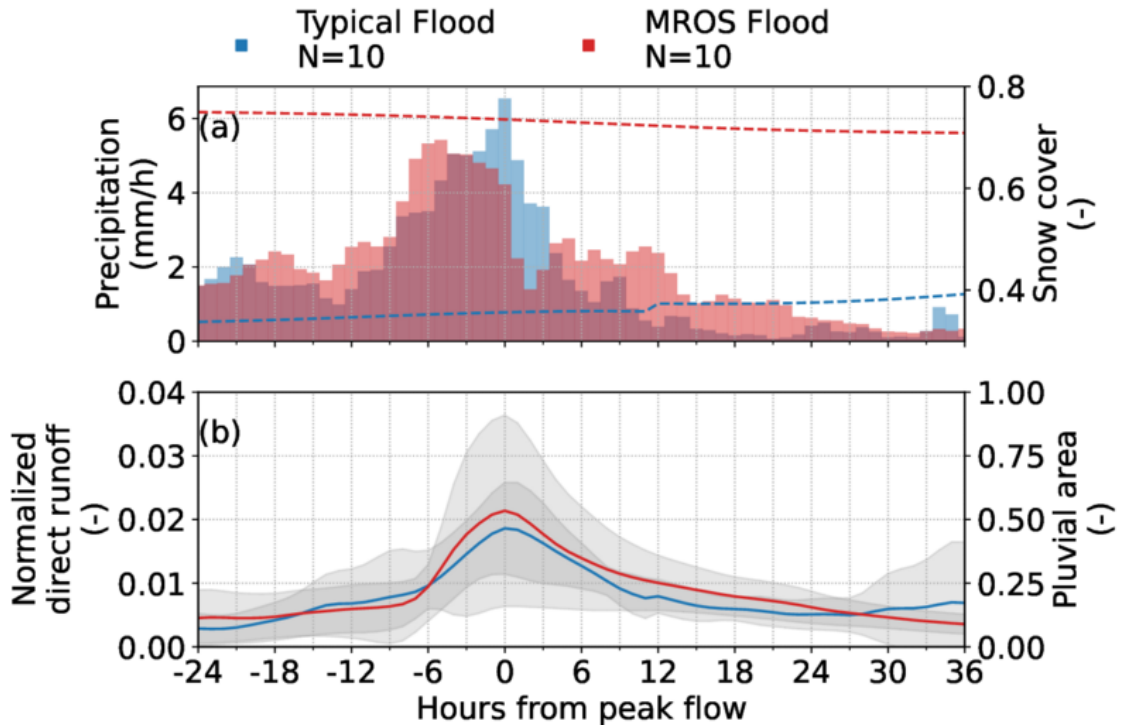 Typical Flood
N=10
MROS Flood
N=10
(a)
Precipitation
(mm/h)
6
4
2
0
0.8
0.6
0.4
Snow cover
(-)
(b)
Normalized
direct runoff
(-)
0.04
0.03
0.02
0.01
0.00
1.00
0.75
0.50
0.25
0.00
Pluvial area
(-)
-24 -18 -12 -6 0 6 12 18 24 30 36
Hours from peak flow